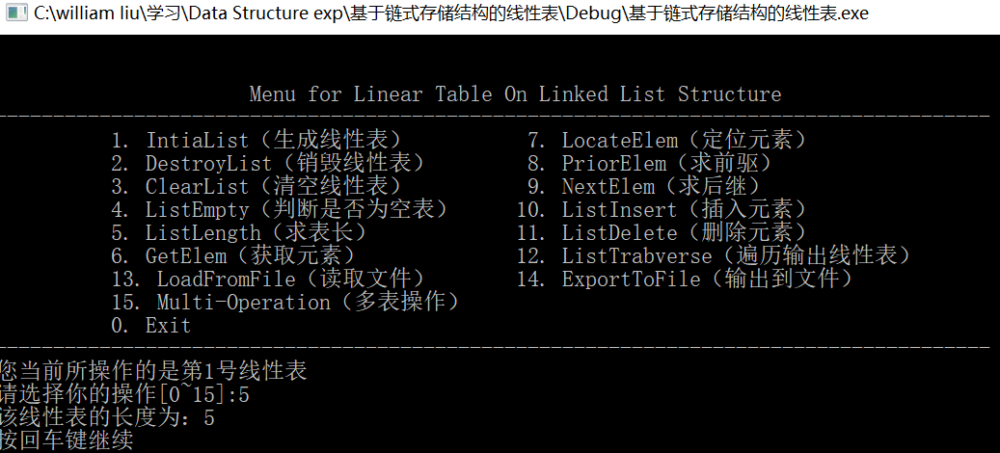 C:\william liu\学习\Data Structure exp\基于链式存储结构的线性表\Debug\基于链式存储结构的线性表.exe
Menu for Linear Table On Linked List Structure
1. IntiaList（生成线性表） 7. LocateElem（定位元素）
2. DestroyList（销毁线性表） 8. PriorElem（求前驱）
3. ClearList（清空线性表） 9. NextElem（求后继）
4. ListEmpty（判断是否为空表） 10. ListInsert（插入元素）
5. ListLength（求表长） 11. ListDelete（删除元素）
6. GetElem（获取元素） 12. ListTrabverse（遍历输出线性表）
13. LoadFromFile（读取文件） 14. ExportToFile（输出到文件）
15. Multi-Operation（多表操作）
0. Exit
您当前所操作的是第1号线性表
请选择你的操作[0~15]:5
该线性表的长度为：5
按回车键继续